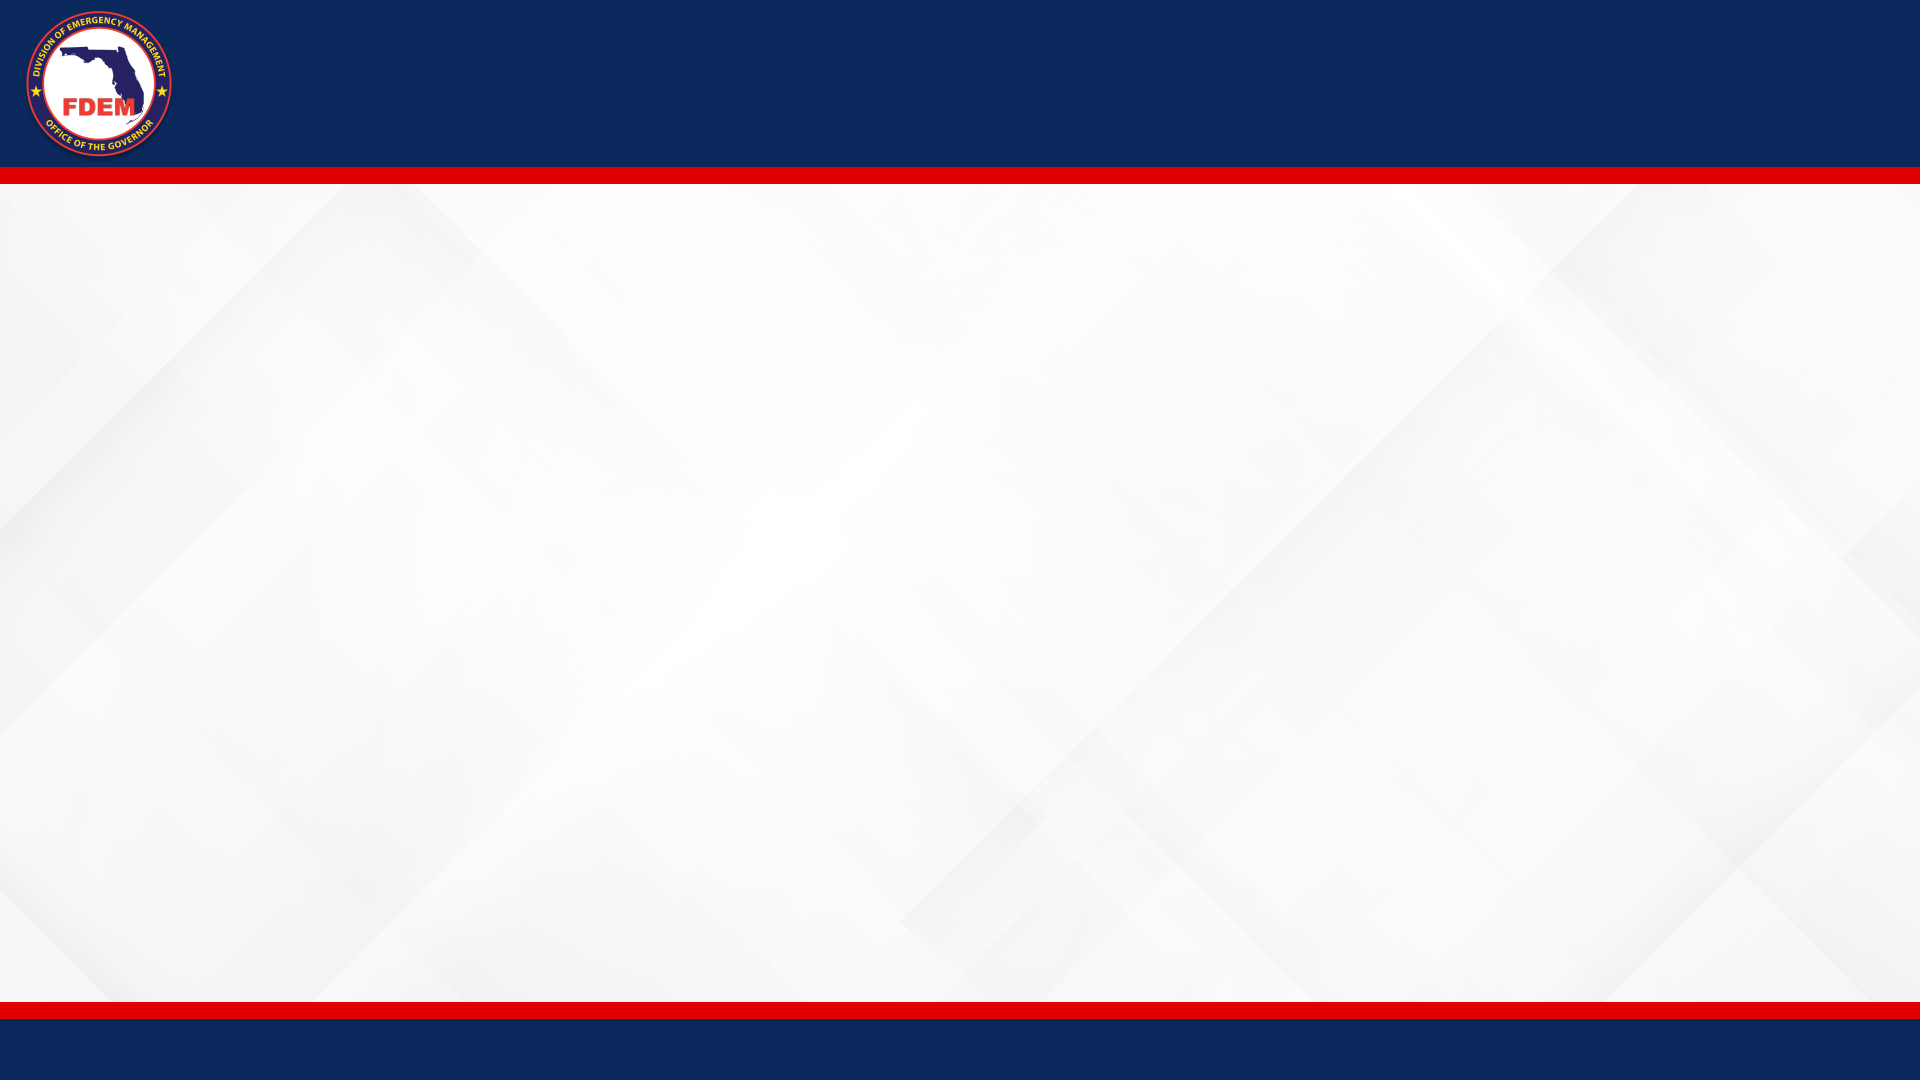 DIVISION OF EMERGENCY MANAGEMENT
FDEM
OFFICE OF THE GOVERNOR